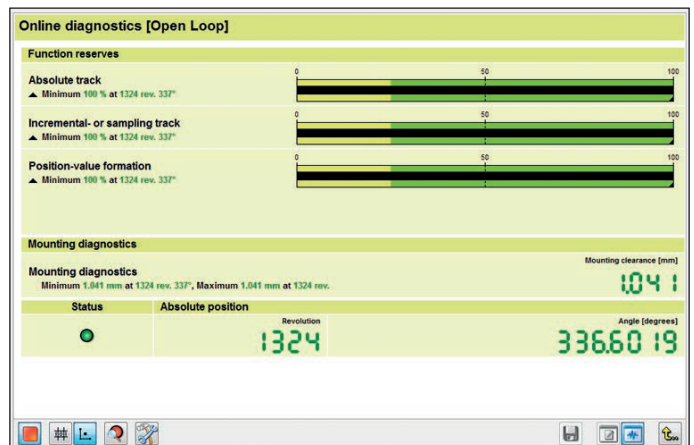 Online diagnostics [Open Loop]
Function reserves
Absolute track
Minimum 100 % at 1324 rev. 337°
0 50 100
Incremental- or sampling track
Minimum 100 % at 1324 rev. 337°
0 50 100
Position-value formation
Minimum 100 % at 1324 rev. 337°
0 50 100
Mounting diagnostics
Mounting diagnostics
Minimum 1.041 mm at 1324 rev. 337°, Maximum 1.041 mm at 1324 rev.
Mounting clearance [mm]
1.041
Status Absolute position
Revolution
1324
Angle [degrees]
336.6019